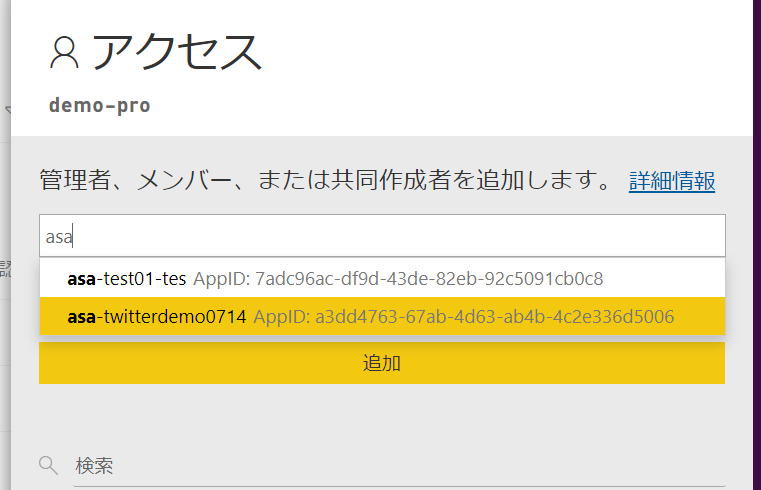 アクセス
demo-pro
管理者、メンバー、または共同作成者を追加します。 詳細情報
asa
asa-test01-tes AppID: 7adc96ac-df9d-43de-82eb-92c5091cb0c8
asa-twitterdemo0714 AppID: a3dd4763-67ab-4d63-ab4b-4c2e336d5006
追加
検索